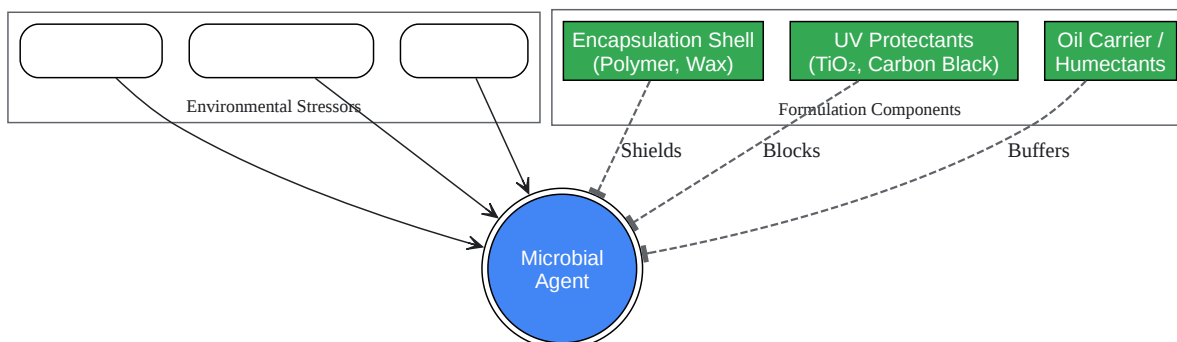 Encapsulation Shell
(Polymer, Wax)
UV Protectants
(TiO₂, Carbon Black)
Oil Carrier /
Humectants
Environmental Stressors
Formulation Components
Shields
Blocks
Buffers
Microbial
Agent